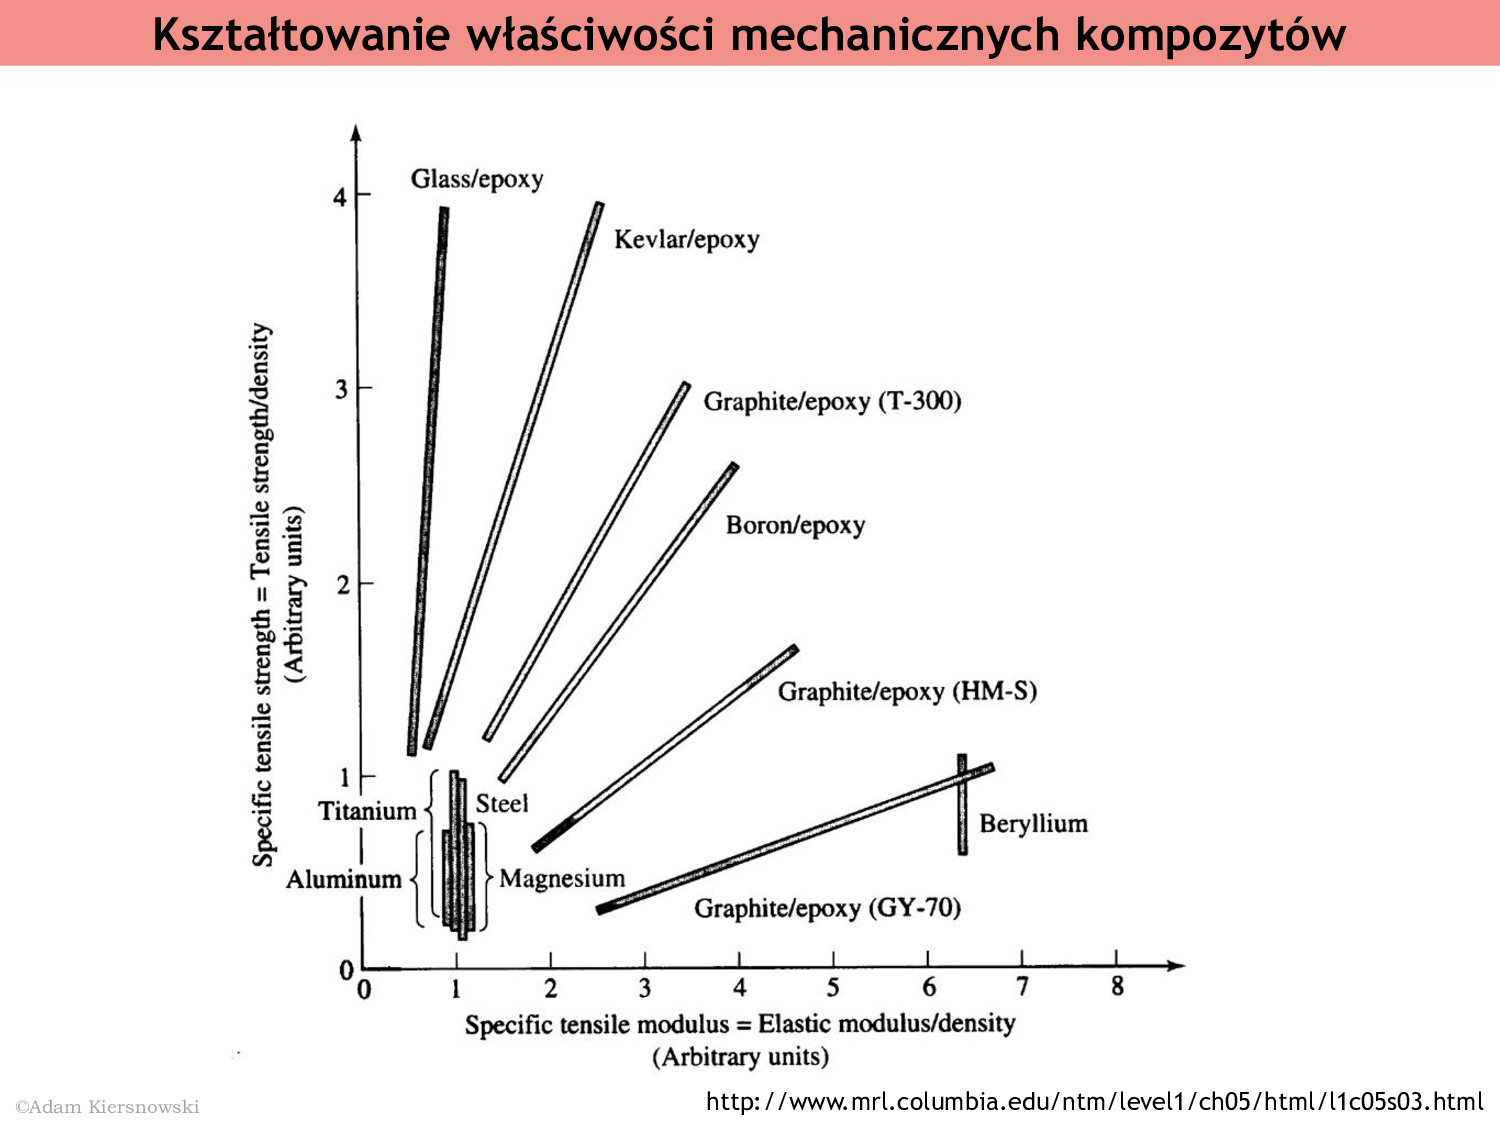 Kształtowanie właściwości mechanicznych kompozytów
Glass/epoxy
4
Kevlar/epoxy
3
Graphite/epoxy (T-300)
Boron/epoxy
2
Specific tensile strength = Tensile strength/density
(Arbitrary units)
Graphite/epoxy (HM-S)
1
Titanium
Steel
Beryllium
Aluminum
Magnesium
Graphite/epoxy (GY-70)
0
0 1 2 3 4 5 6 7 8
Specific tensile modulus = Elastic modulus/density
(Arbitrary units)
©Adam Kiersnowski
http://www.mrl.columbia.edu/ntm/level1/ch05/html/l1c05s03.html